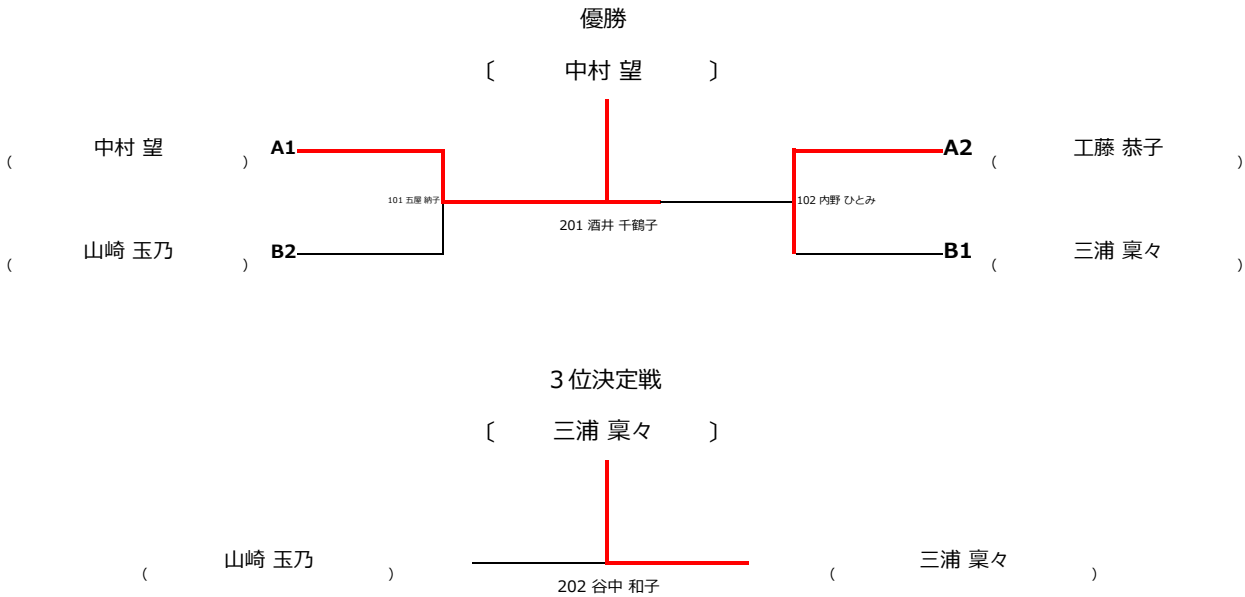 優勝
〔 中村 望 〕
（ 中村 望 ） A1
A2 （ 工藤 恭子 ）
101 五屋 納子
102 内野 ひとみ
201 酒井 千鶴子
（ 山崎 玉乃 ） B2
B1 （ 三浦 稟々 ）
３位決定戦
〔 三浦 稟々 〕
（ 山崎 玉乃 ）
（ 三浦 稟々 ）
202 谷中 和子